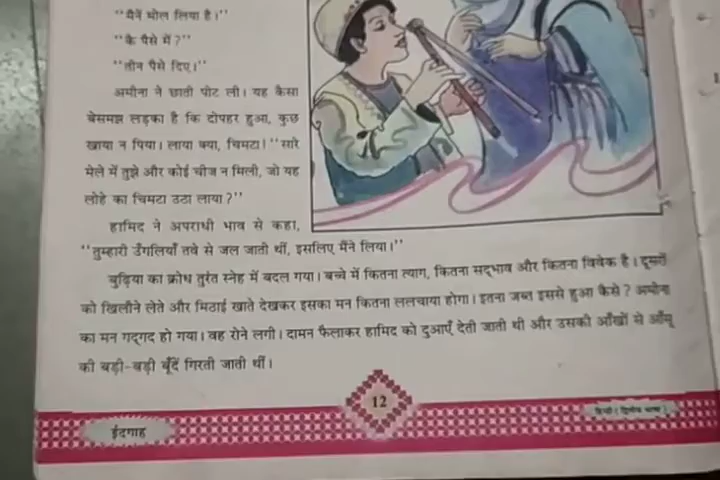 "मैनें मोल लिया है।"
"कै पैसे में?"
"तीन पैसे दिए।"
अमीना ने छाती पीट ली। यह कैसा
बेसमझ लड़का है कि दोपहर हुआ, कुछ
खाया न पिया। लाया क्या, चिमटा! "सारे
मेले में तुझे और कोई चीज न मिली, जो यह
लोहे का चिमटा उठा लाया?"
हामिद ने अपराधी भाव से कहा,
"तुम्हारी उँगलियाँ तवे से जल जाती थीं, इसलिए मैंने लिया।"
बुढ़िया का क्रोध तुरंत स्नेह में बदल गया। बच्चे में कितना त्याग, कितना सद्‌भाव और कितना विवेक है। दूसरों
को खिलौने लेते और मिठाई खाते देखकर इसका मन कितना ललचाया होगा। इतना जब्त इससे हुआ कैसे? अमीना
का मन गद्‌गद हो गया। वह रोने लगी। दामन फैलाकर हामिद को दुआएँ देती जाती थी और उसकी आँखों से आँसू
की बड़ी-बड़ी बूँदें गिरती जाती थीं।
12
ईदगाह
हिन्दी (द्वितीय भाषा)